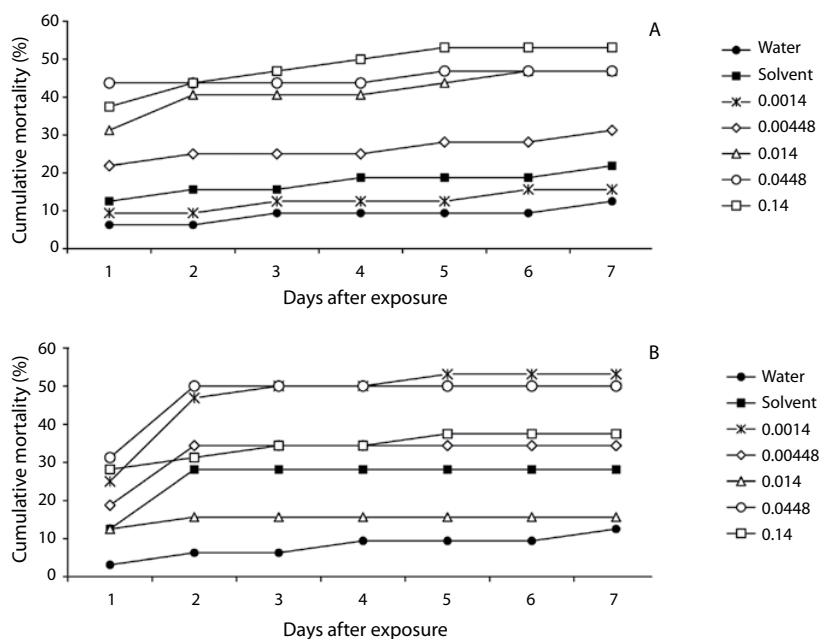 A
Cumulative mortality (%)
60
50
40
30
20
10
0
1 2 3 4 5 6 7
Days after exposure
Water
Solvent
0.0014
0.00448
0.014
0.0448
0.14
B
Cumulative mortality (%)
60
50
40
30
20
10
0
1 2 3 4 5 6 7
Days after exposure
Water
Solvent
0.0014
0.00448
0.014
0.0448
0.14